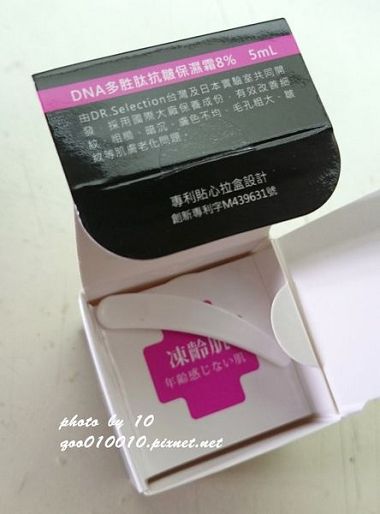 DNA多胜肽抗皺保濕霜8% 5mL
由DR.Selection台灣及日本實驗室共同開
發,採用國際大廠保養成份,有效改善細
紋、粗糙、暗沉、膚色不均、毛孔粗大、皺
紋等肌膚老化問題。
專利貼心拉盒設計
創新專利字M439631號
凍齡肌
年齡感じない肌
photo by 10
goo010010.pixnet.net